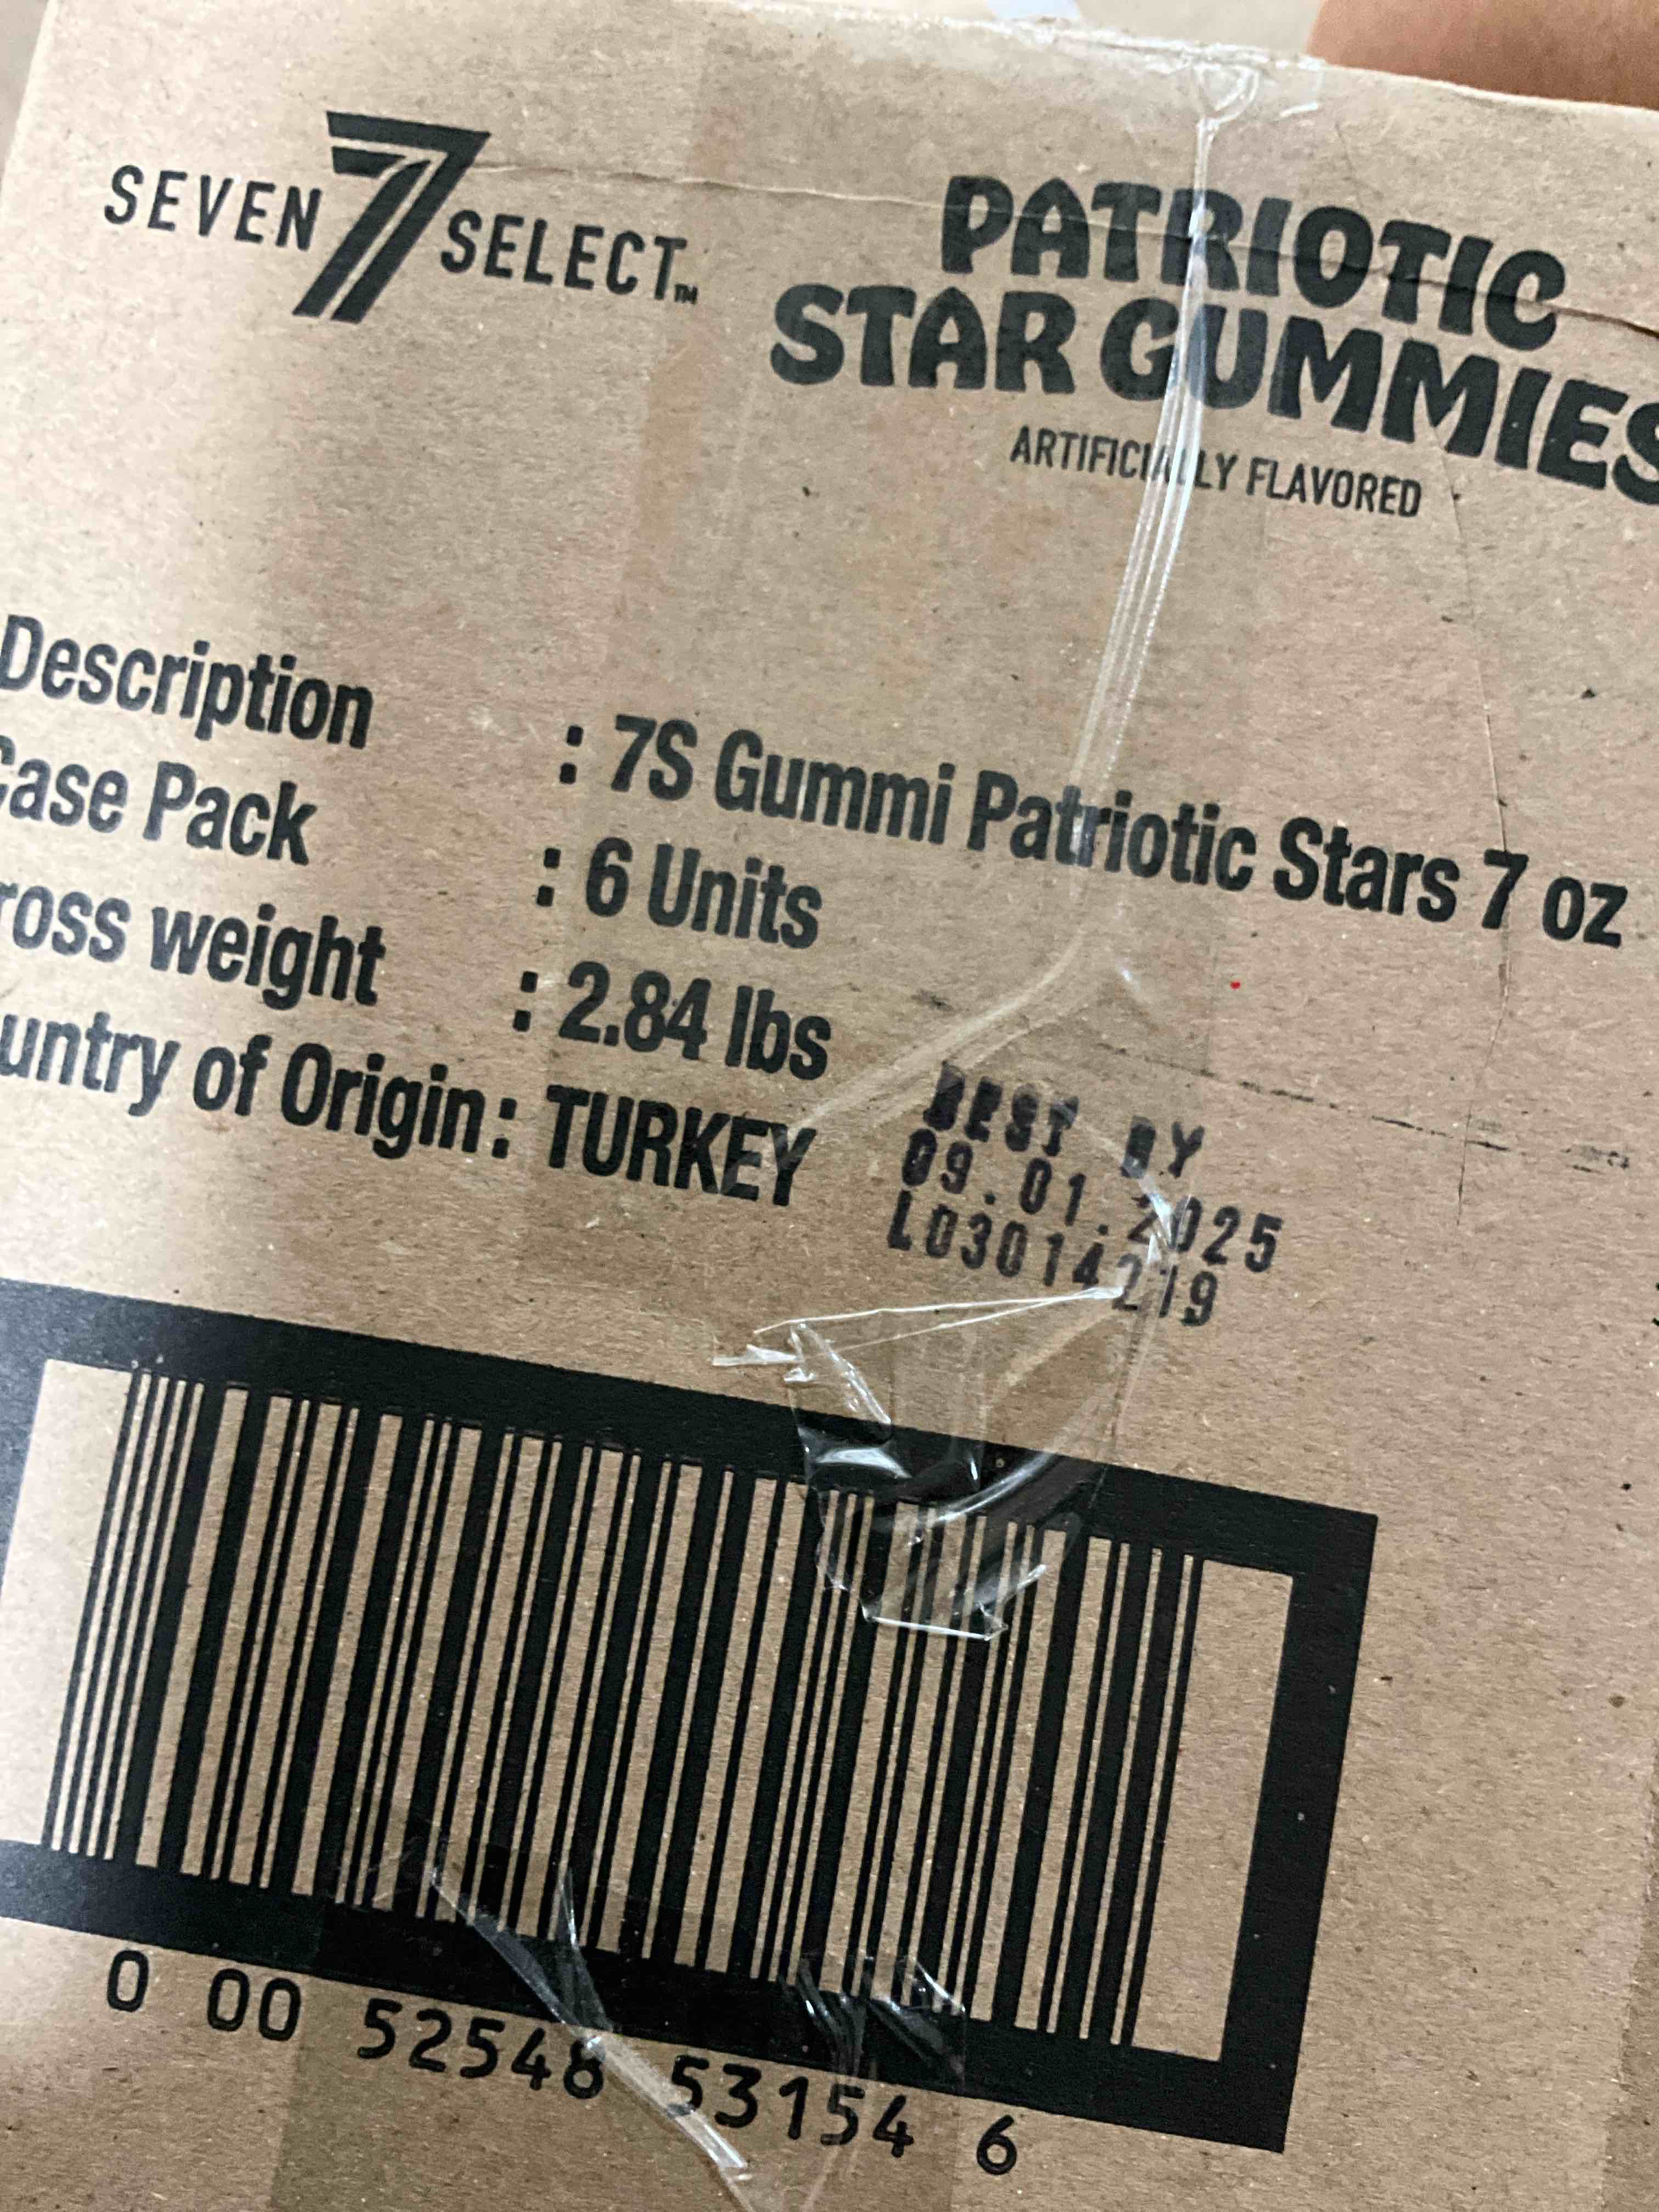 SEVEN 7 SELECT™
PATRIOTIC
STAR GUMMIES
ARTIFICIALLY FLAVORED
Description : 7S Gummi Patriotic Stars 7 oz
Case Pack : 6 Units
ross weight : 2.84 lbs
untry of Origin : TURKEY
BEST BY
09.01.2025
L03014219
0 00 52548 53154 6